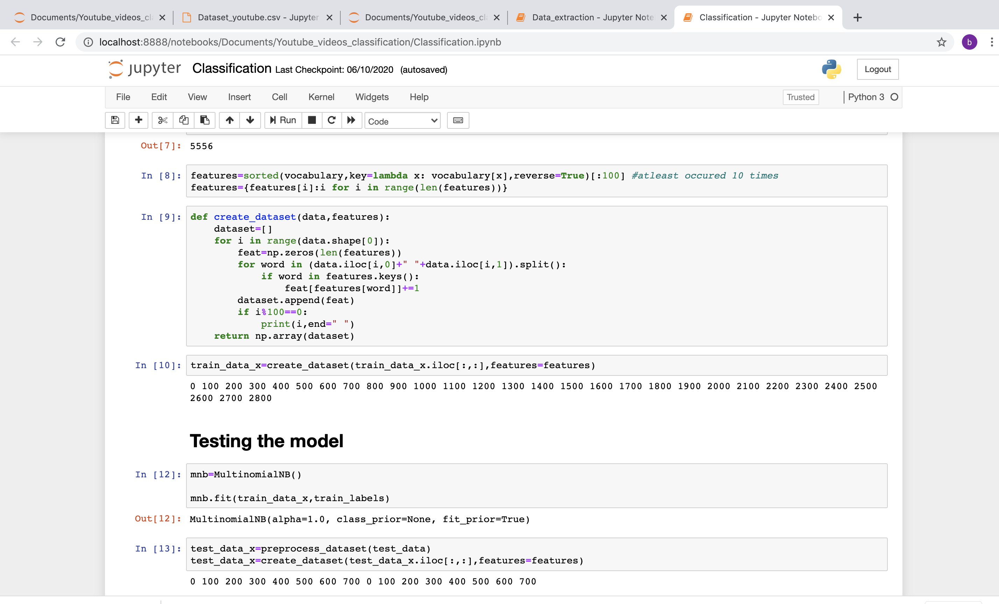 Documents/Youtube_videos_cl
Dataset_youtube.csv - Jupyter
Documents/Youtube_videos_cl
Data_extraction - Jupyter Note
Classification - Jupyter Notebo
localhost:8888/notebooks/Documents/Youtube_videos_classification/Classification.ipynb
b
jupyter Classification Last Checkpoint: 06/10/2020 (autosaved)
Logout
File Edit View Insert Cell Kernel Widgets Help
Trusted
Python 3
Run
Code
Out[7]: 5556
In [8]: features=sorted(vocabulary,key=lambda x: vocabulary[x],reverse=True)[:100] #atleast occured 10 times
features={features[i]:i for i in range(len(features))}
In [9]: def create_dataset(data,features):
dataset=[]
for i in range(data.shape[0]):
feat=np.zeros(len(features))
for word in (data.iloc[i,0]+" "+data.iloc[i,1]).split():
if word in features.keys():
feat[features[word]]+=1
dataset.append(feat)
if i%100==0:
print(i,end=" ")
return np.array(dataset)
In [10]: train_data_x=create_dataset(train_data_x.iloc[:,:],features=features)
0 100 200 300 400 500 600 700 800 900 1000 1100 1200 1300 1400 1500 1600 1700 1800 1900 2000 2100 2200 2300 2400 2500
2600 2700 2800
Testing the model
In [12]: mnb=MultinomialNB()
mnb.fit(train_data_x,train_labels)
Out[12]: MultinomialNB(alpha=1.0, class_prior=None, fit_prior=True)
In [13]: test_data_x=preprocess_dataset(test_data)
test_data_x=create_dataset(test_data_x.iloc[:,:],features=features)
0 100 200 300 400 500 600 700 0 100 200 300 400 500 600 700